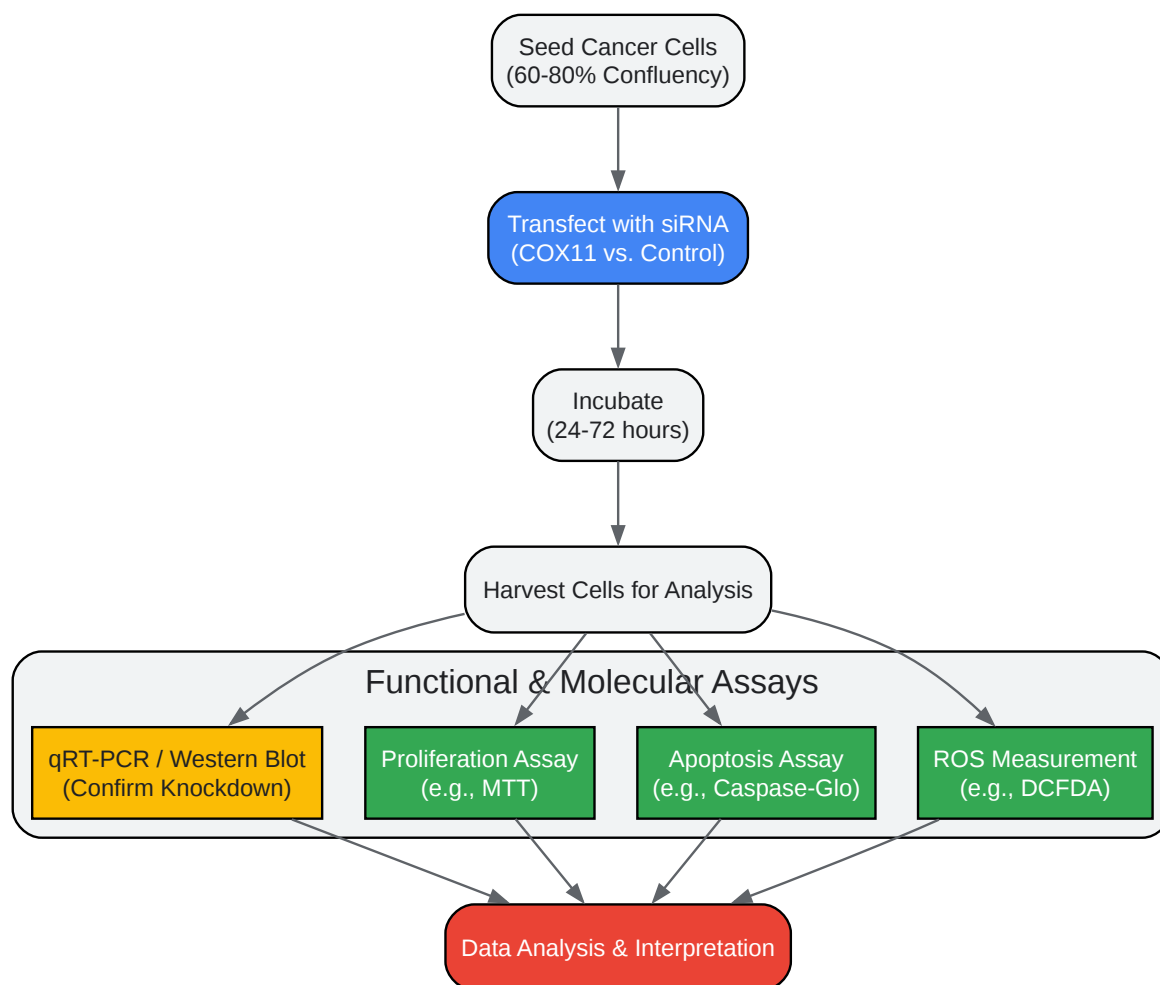 Seed Cancer Cells
(60-80% Confluency)
Transfect with siRNA
(COX11 vs. Control)
Incubate
(24-72 hours)
Harvest Cells for Analysis
Functional & Molecular Assays
qRT-PCR / Western Blot
(Confirm Knockdown)
Proliferation Assay
(e.g., MTT)
Apoptosis Assay
(e.g., Caspase-Glo)
ROS Measurement
(e.g., DCFDA)
Data Analysis & Interpretation